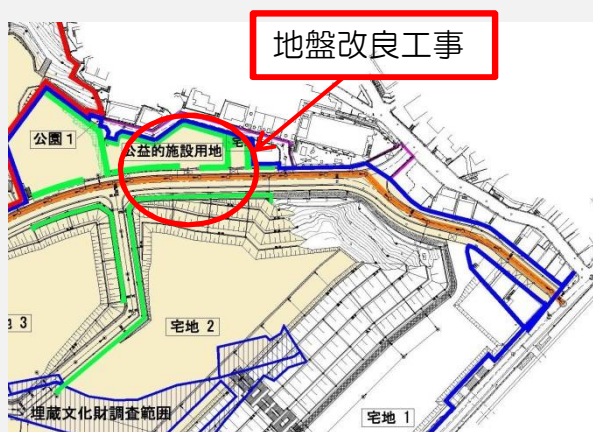 地盤改良工事
公園1
公益的施設用地
宅
宅地 2
3
埋蔵文化財調査範囲
宅地 1